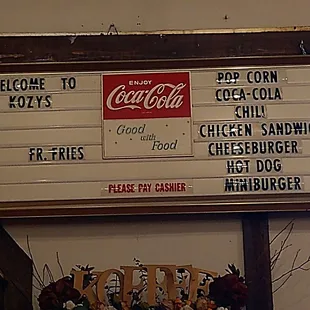 ELCOME TO
KOZYS
FR. FRIES
ENJOY
Coca-Cola
Good
with
Food
PLEASE PAY CASHIER
POP CORN
COCA-COLA
CHILI
CHICKEN SANDWI
CHEESEBURGER
HOT DOG
MINIBURGER